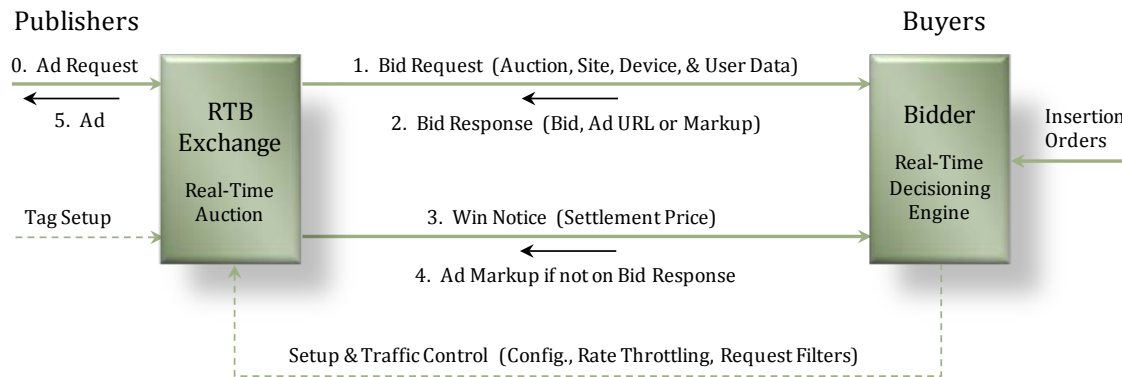 Publishers
Buyers
0. Ad Request
5. Ad
RTB
Exchange
Real-Time
Auction
Tag Setup
1. Bid Request (Auction, Site, Device, & User Data)
2. Bid Response (Bid, Ad URL or Markup)
3. Win Notice (Settlement Price)
4. Ad Markup if not on Bid Response
Bidder
Real-Time
Decisioning
Engine
Insertion
Orders
Setup & Traffic Control (Config., Rate Throttling, Request Filters)